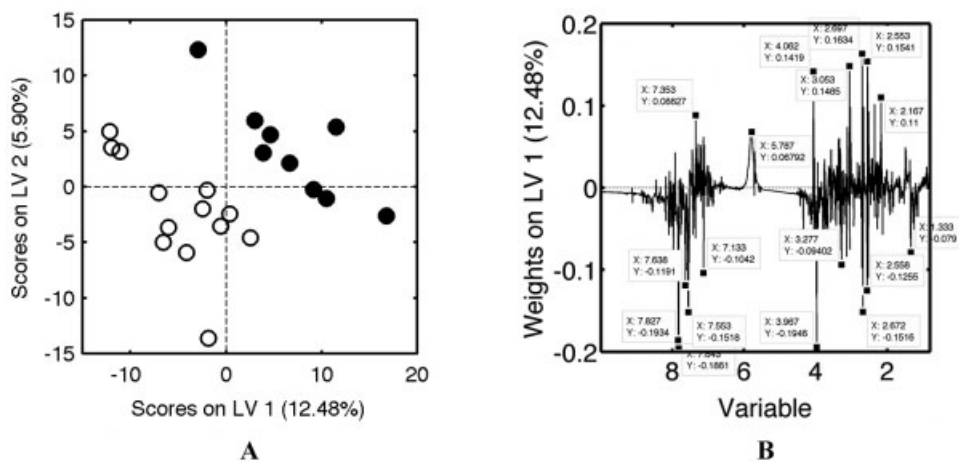 15
10
5
0
-5
-10
-15
-10
0
10
20
Scores on LV 2 (5.90%)
Scores on LV 1 (12.48%)
A
0.2
0.1
0
-0.1
-0.2
8
6
4
2
Weights on LV 1 (12.48%)
Variable
X: 2.697
Y: 0.1634
X: 4.062
Y: 0.1419
X: 2.553
Y: 0.1541
X: 3.053
Y: 0.1485
X: 7.353
Y: 0.08827
X: 2.167
Y: 0.11
X: 5.787
Y: 0.06792
X: 3.277
Y: -0.09402
1.333
-0.079
X: 7.638
Y: -0.1191
X: 7.133
Y: -0.1042
X: 2.558
Y: -0.1255
X: 7.827
Y: -0.1934
X: 7.553
Y: -0.1518
X: 3.967
Y: -0.1946
X: 2.672
Y: -0.1516
Y: -0.1861
B